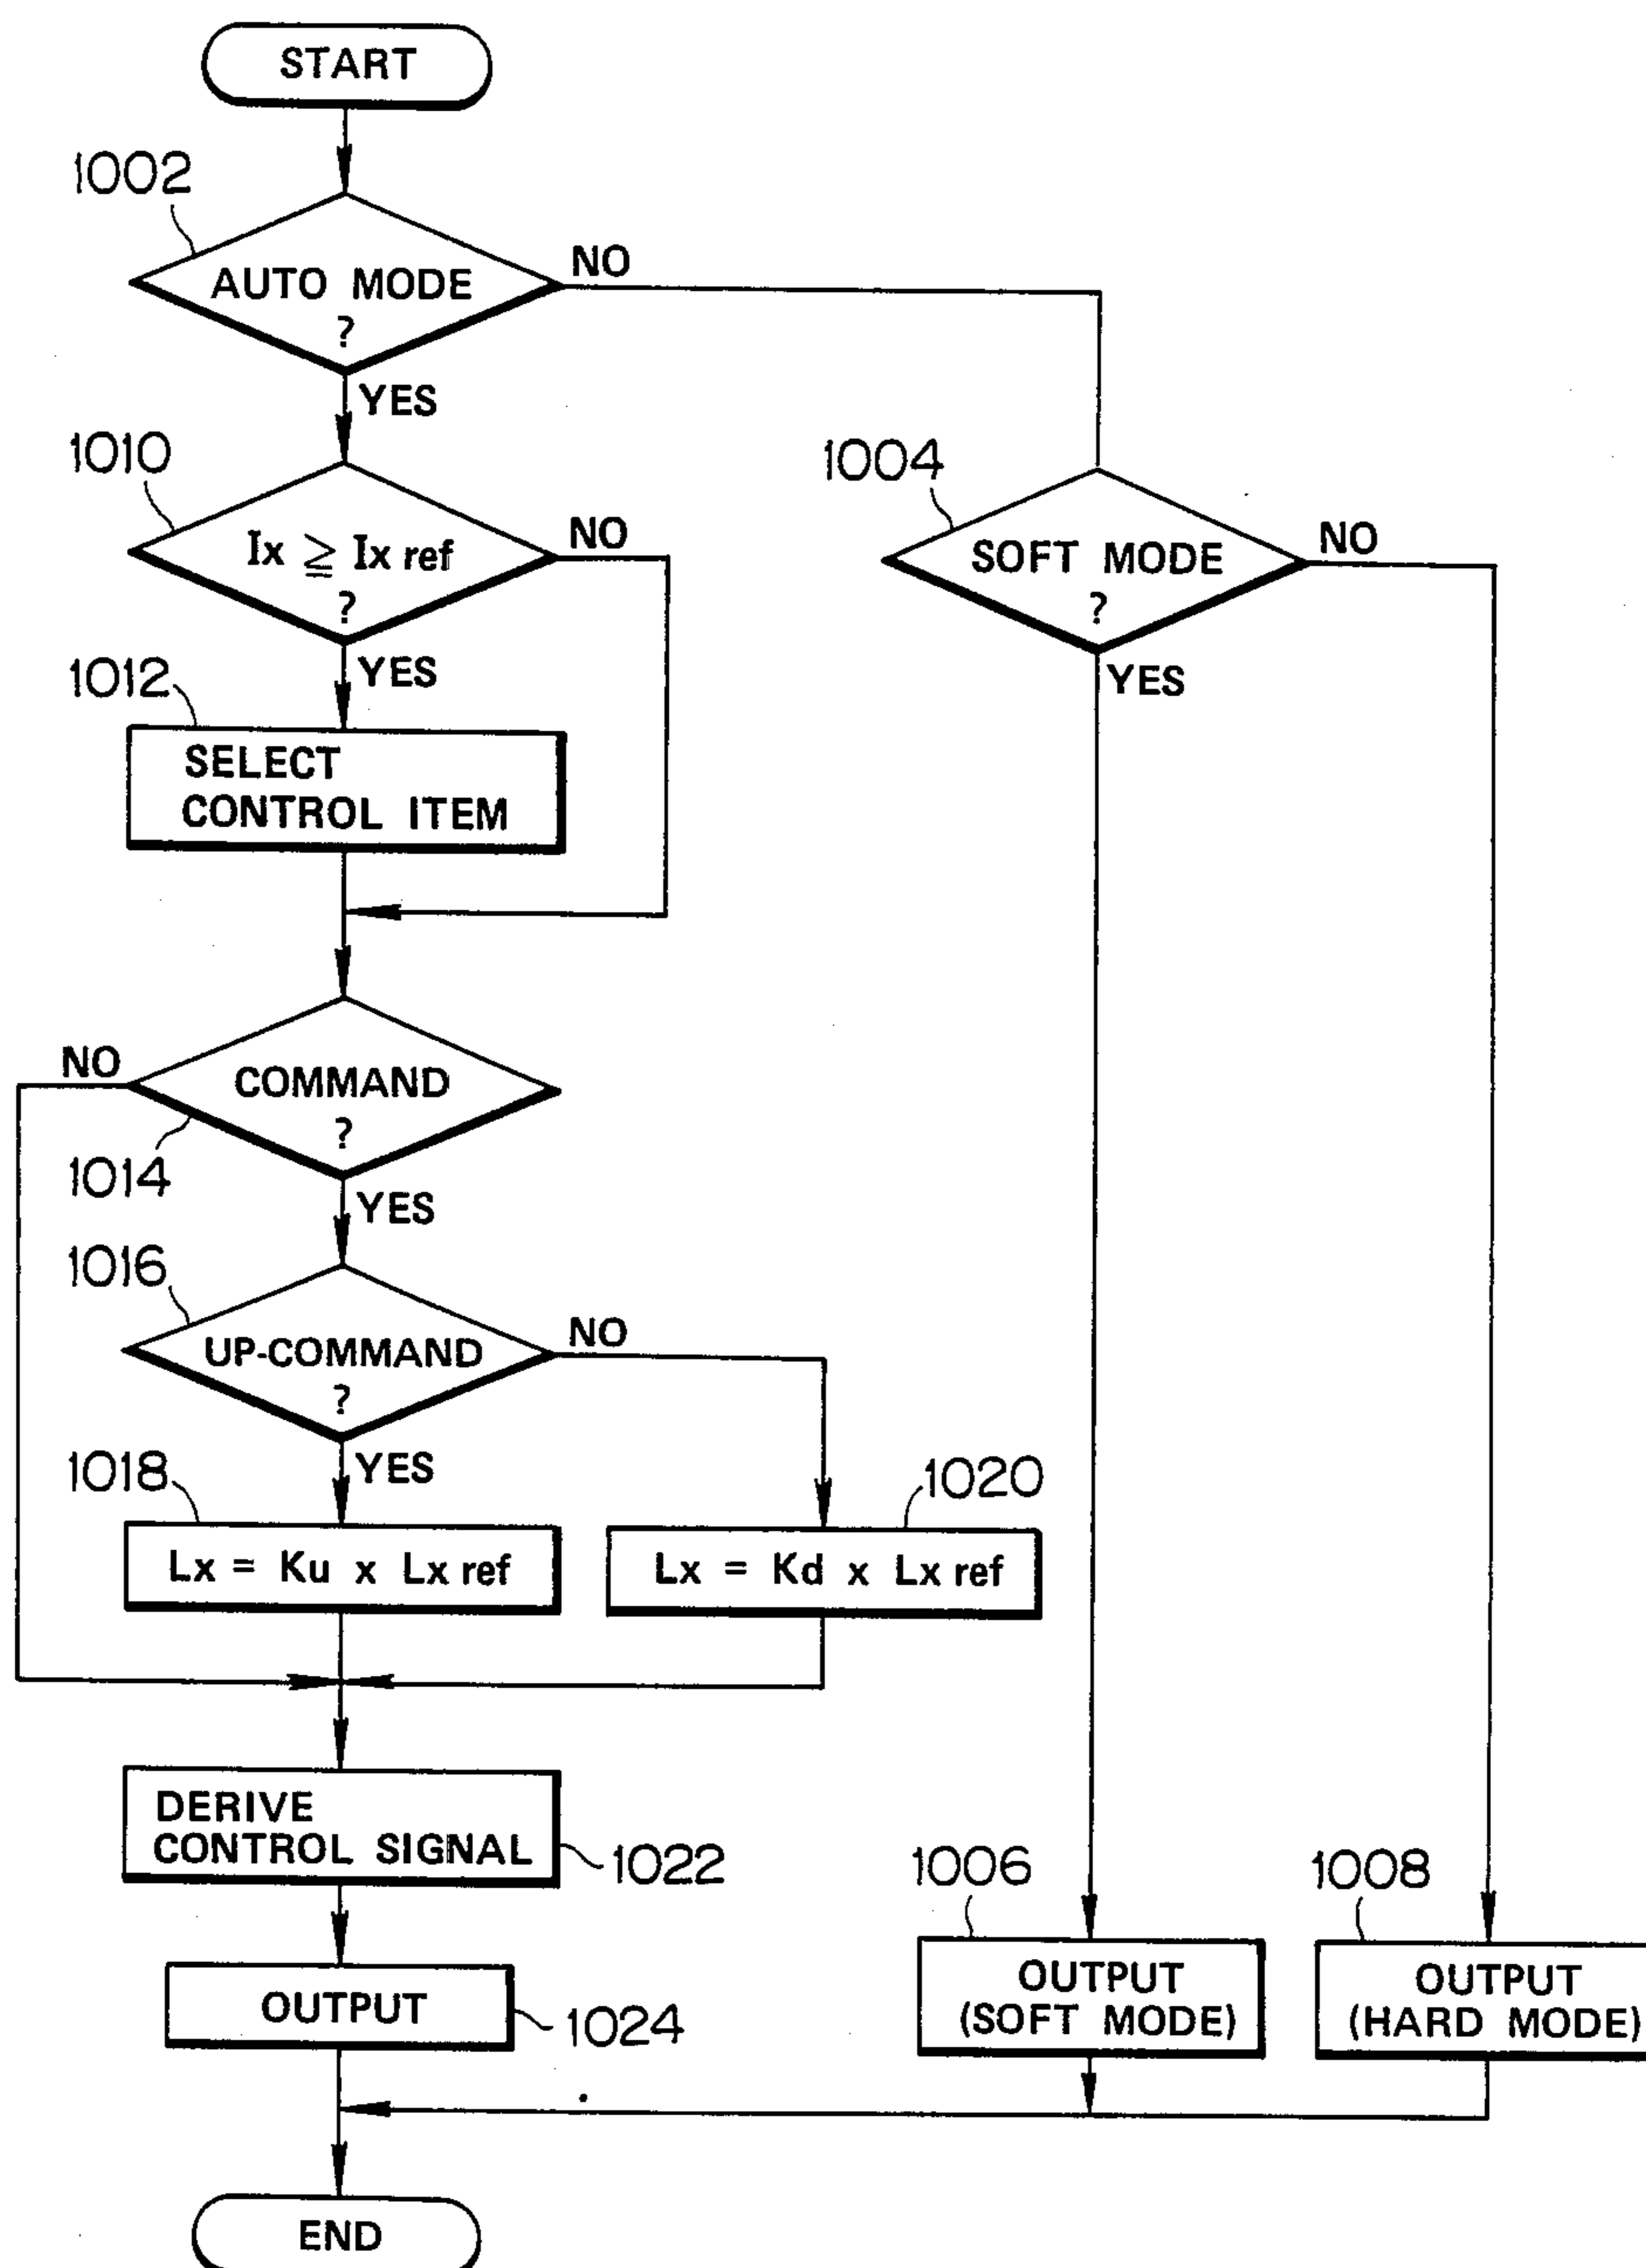 START
1002
AUTO MODE
?
NO
YES
1010
Ix ≧ Ix ref
?
NO
YES
1004
SOFT MODE
?
NO
YES
1012
SELECT
CONTROL ITEM
NO
COMMAND
?
1014
YES
1016
UP-COMMAND
?
NO
YES
1018
Lx = Ku x Lx ref
1020
Lx = Kd x Lx ref
DERIVE
CONTROL SIGNAL
1022
OUTPUT
1024
1006
OUTPUT
(SOFT MODE)
1008
OUTPUT
(HARD MODE)
END